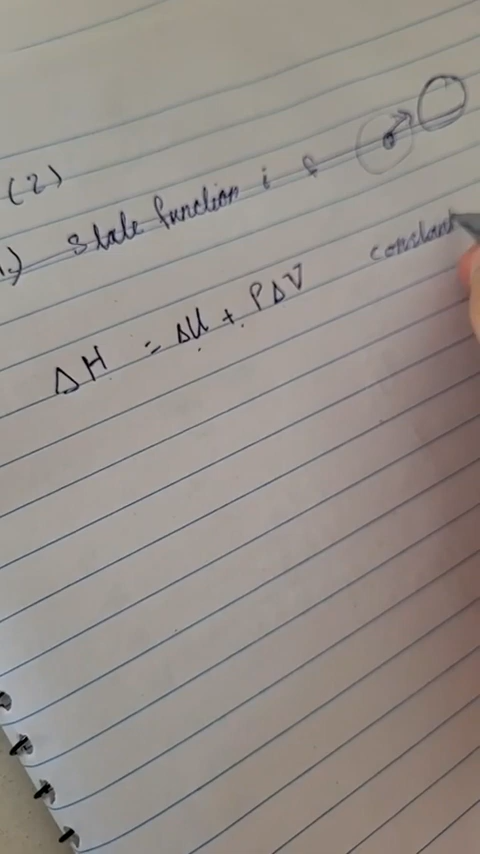 (2)
1.) State function i f
ΔH = ΔU + PΔV constant